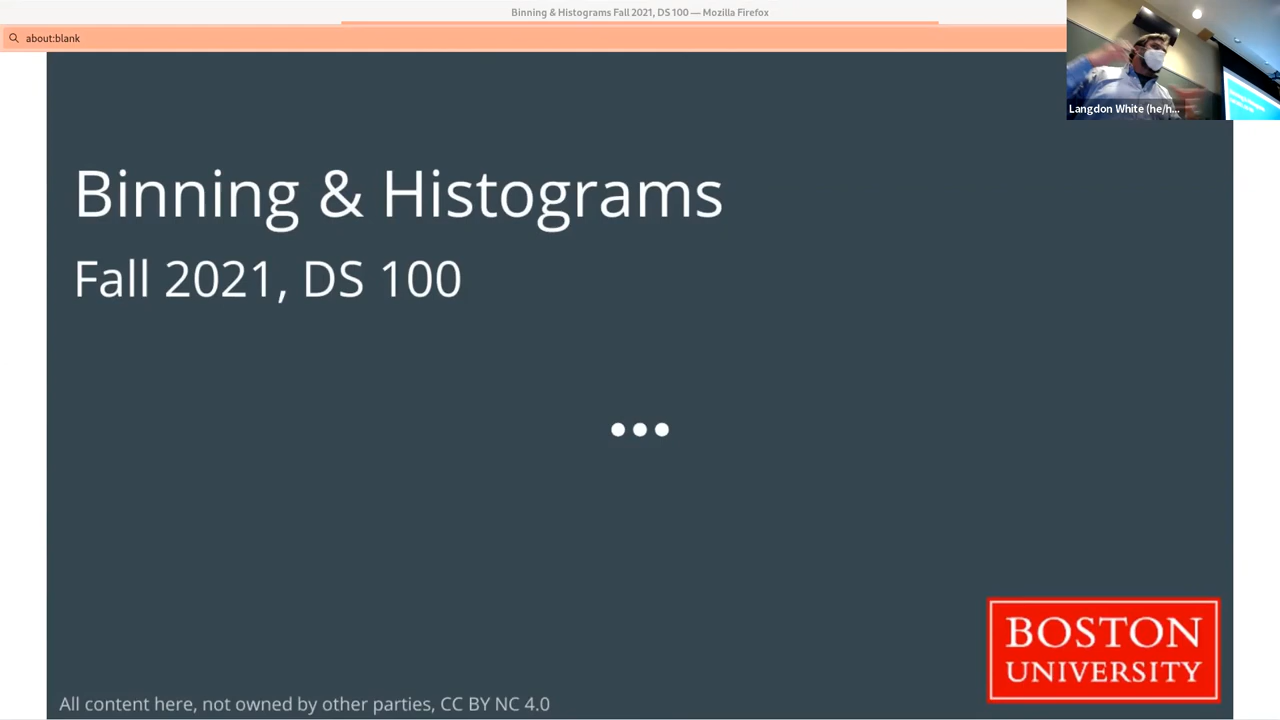 Binning & Histograms Fall 2021, DS 100 — Mozilla Firefox
about:blank
Langdon White (he/h...
Binning & Histograms
Fall 2021, DS 100
BOSTON
UNIVERSITY
All content here, not owned by other parties, CC BY NC 4.0